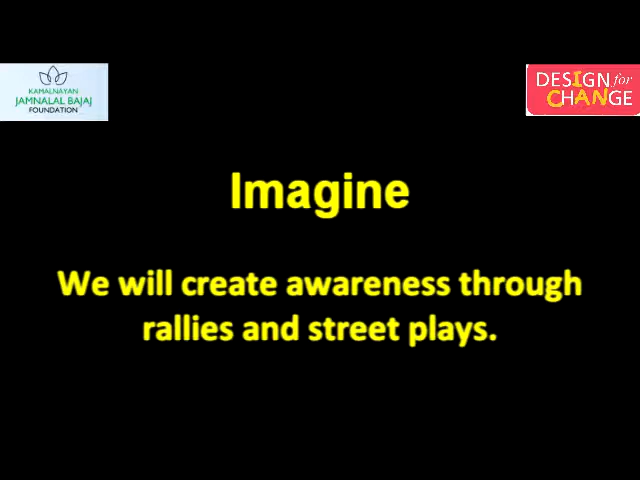 KAMALNAYAN
JAMNALAL BAJAJ
FOUNDATION
DESIGN for
CHANGE
Imagine
We will create awareness through
rallies and street plays.